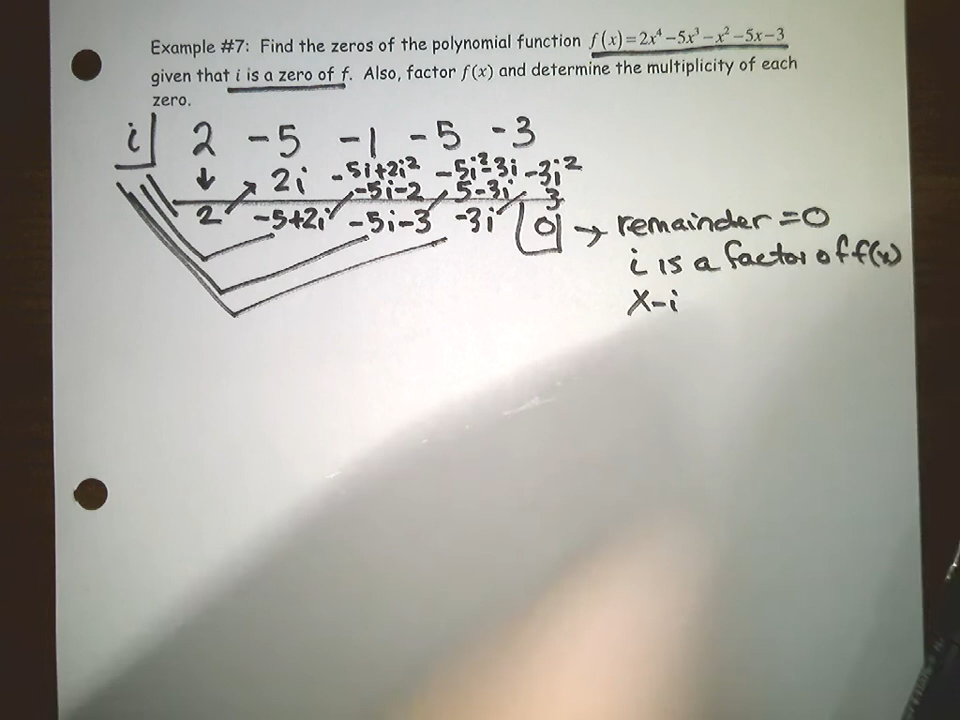 Example #7: Find the zeros of the polynomial function f(x)=2x⁴-5x³-x²-5x-3
given that i is a zero of f. Also, factor f(x) and determine the multiplicity of each
zero.
i 2 -5 -1 -5 -3
2i -5i+2i² -5i²-3i -3i²
-5i-2 5-3i 3
2 -5+2i -5i-3 -3i 0 → remainder =0
i is a factor of f(x)
X-i